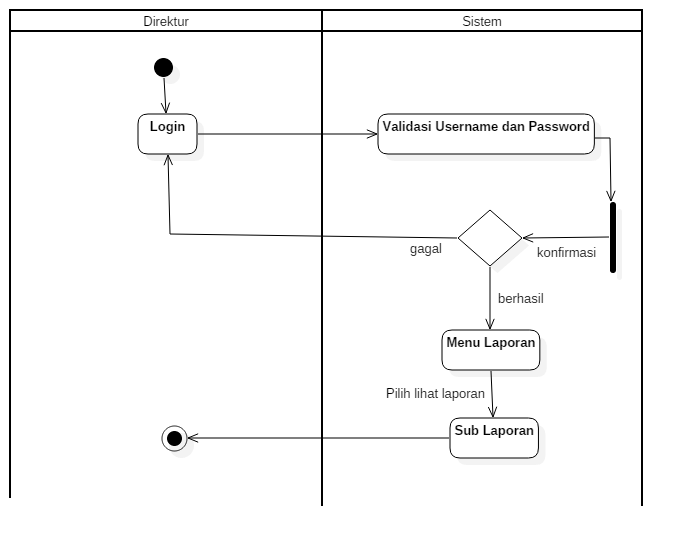 Direktur
Sistem
Login
Validasi Username dan Password
gagal
konfirmasi
berhasil
Menu Laporan
Pilih lihat laporan
Sub Laporan